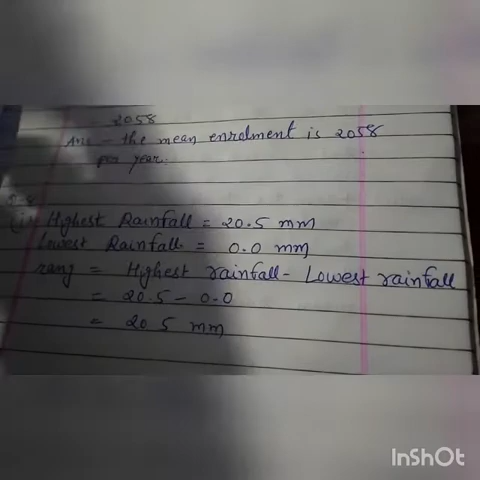 = 2058
Ans - the mean enrolment is 2058
per year.
(i) Highest Rainfall = 20.5 mm
Lowest Rainfall = 0.0 mm
rang = Highest rainfall - Lowest rainfall
= 20.5 - 0.0
= 20.5 mm
InShOt